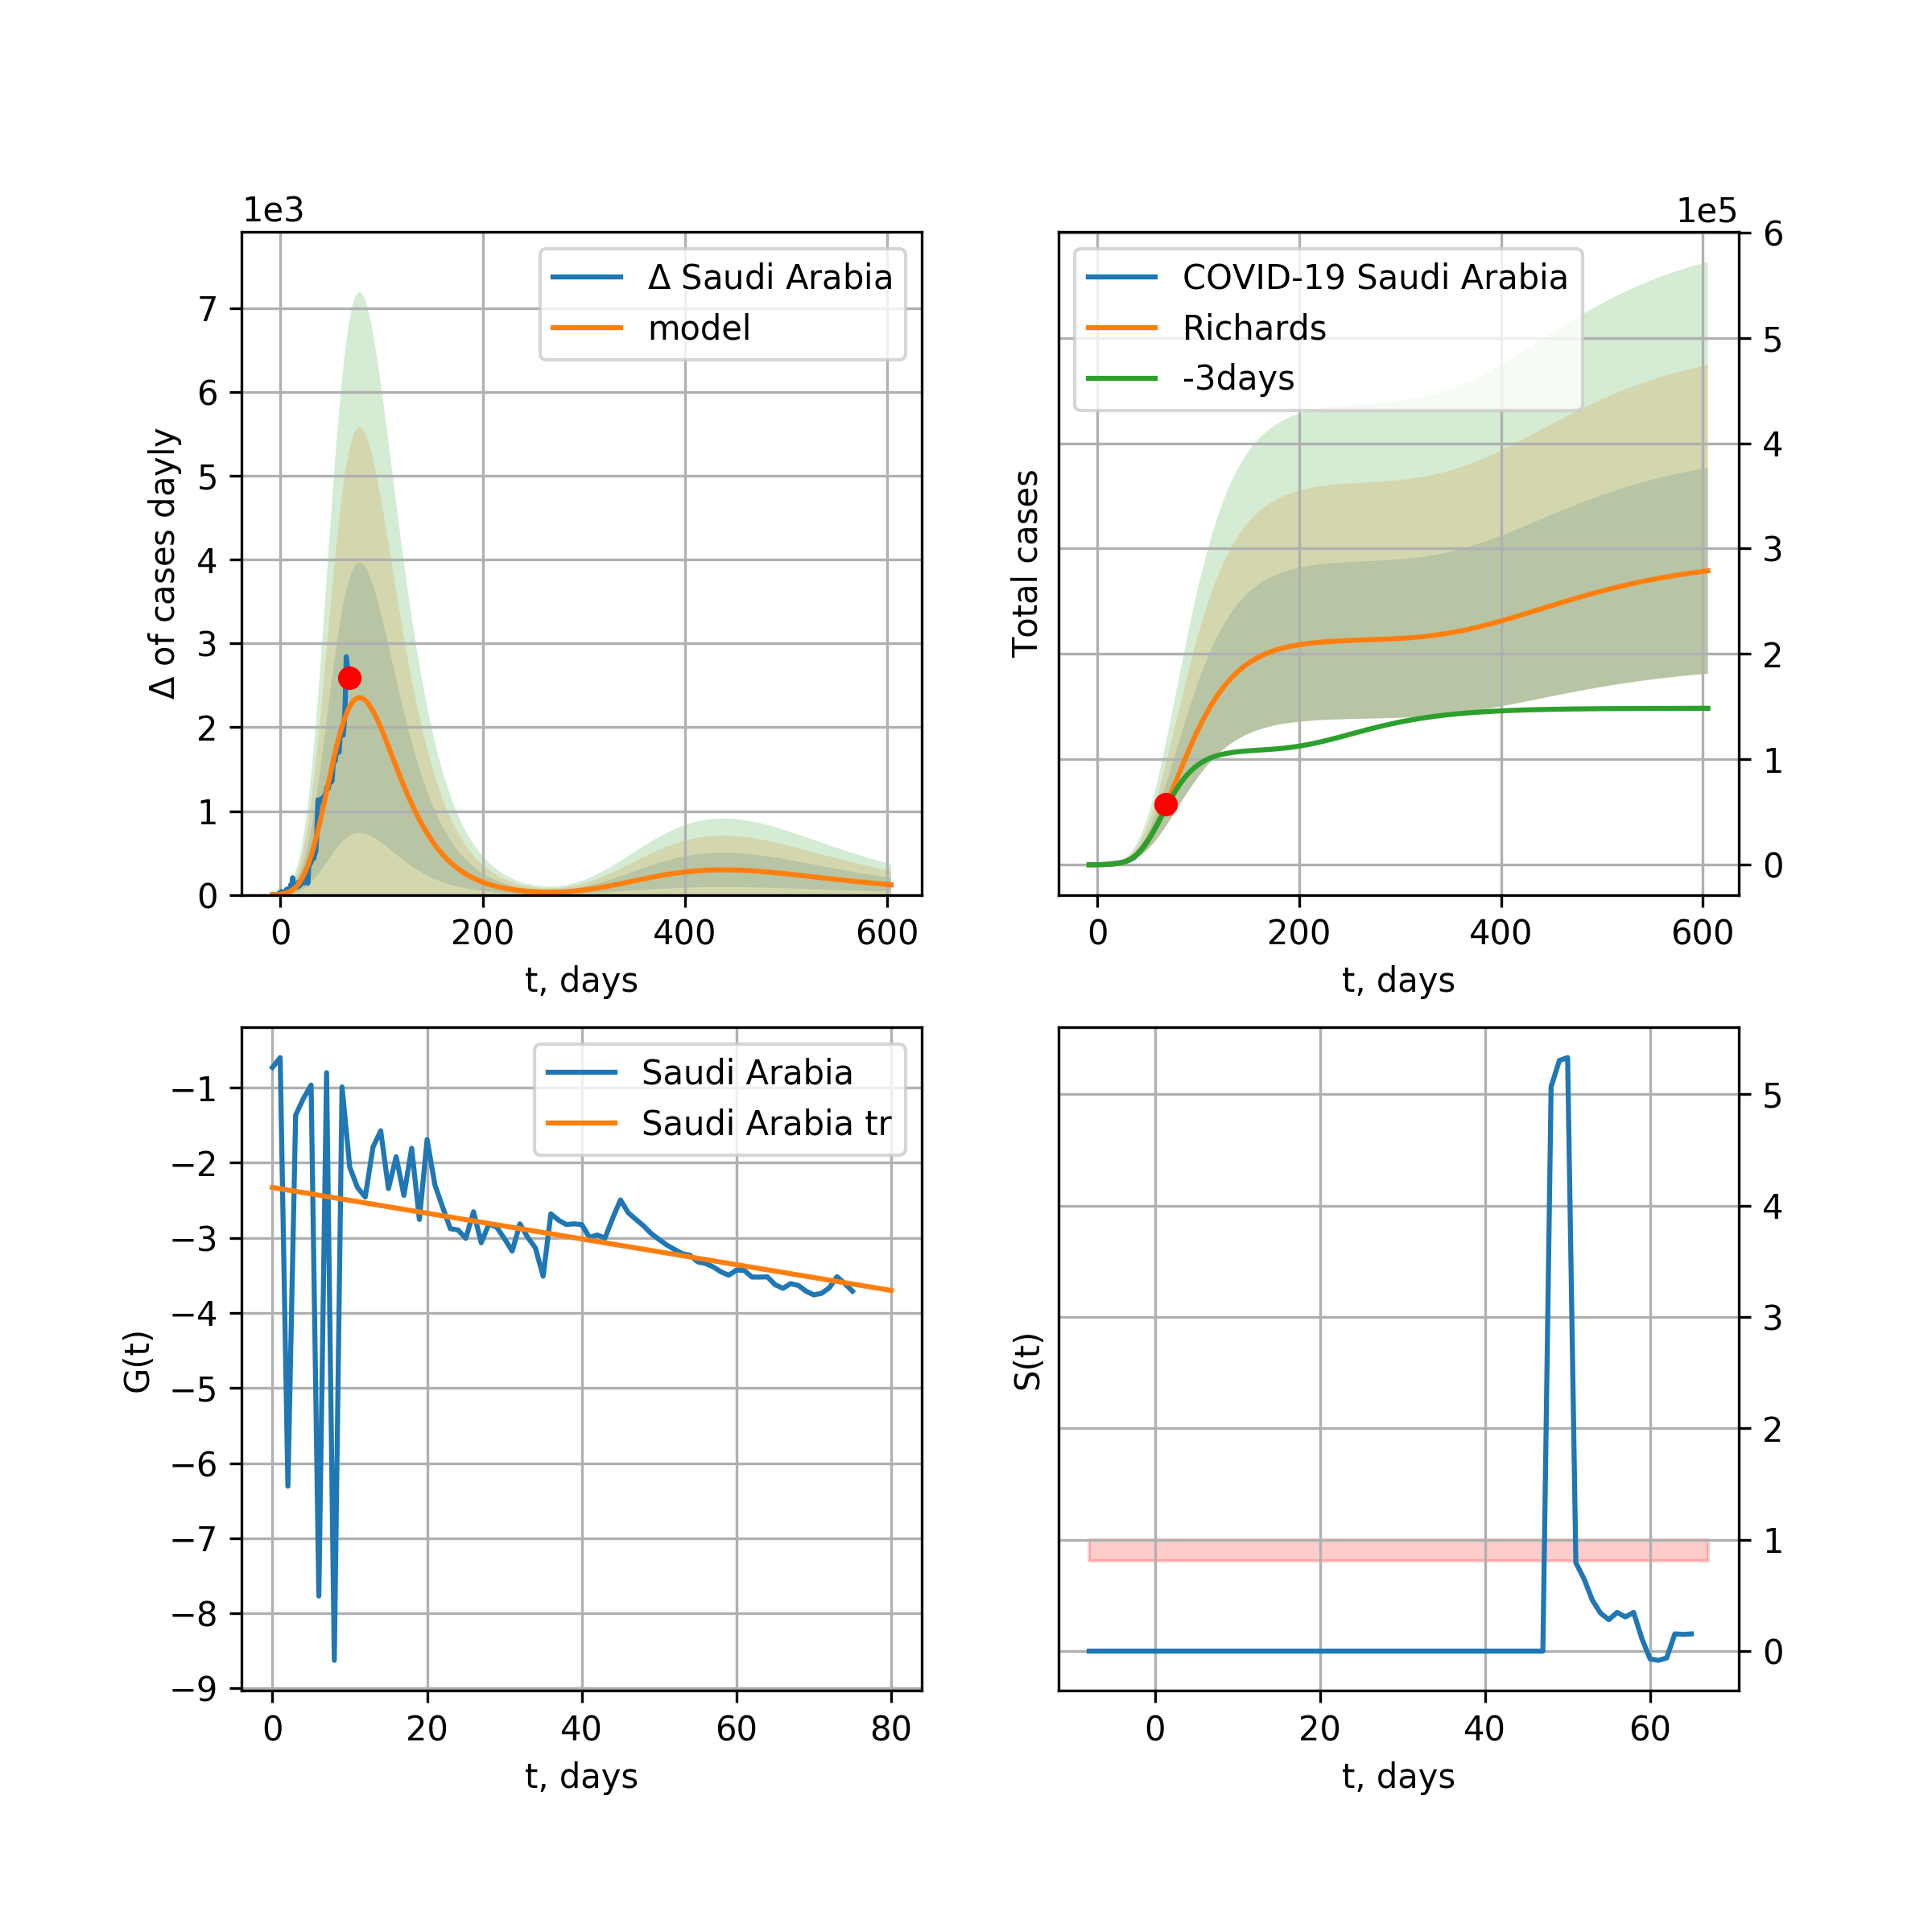 1e3
Δ Saudi Arabia
model
7
6
5
4
3
2
1
0
Δ of cases dayly
0 200 400 600
t, days
1e5
COVID-19 Saudi Arabia
Richards
-3days
6
5
4
3
2
1
0
Total cases
0 200 400 600
t, days
Saudi Arabia
Saudi Arabia tr
−1
−2
−3
−4
−5
−6
−7
−8
−9
G(t)
0 20 40 60 80
t, days
5
4
3
2
1
0
S(t)
0 20 40 60
t, days